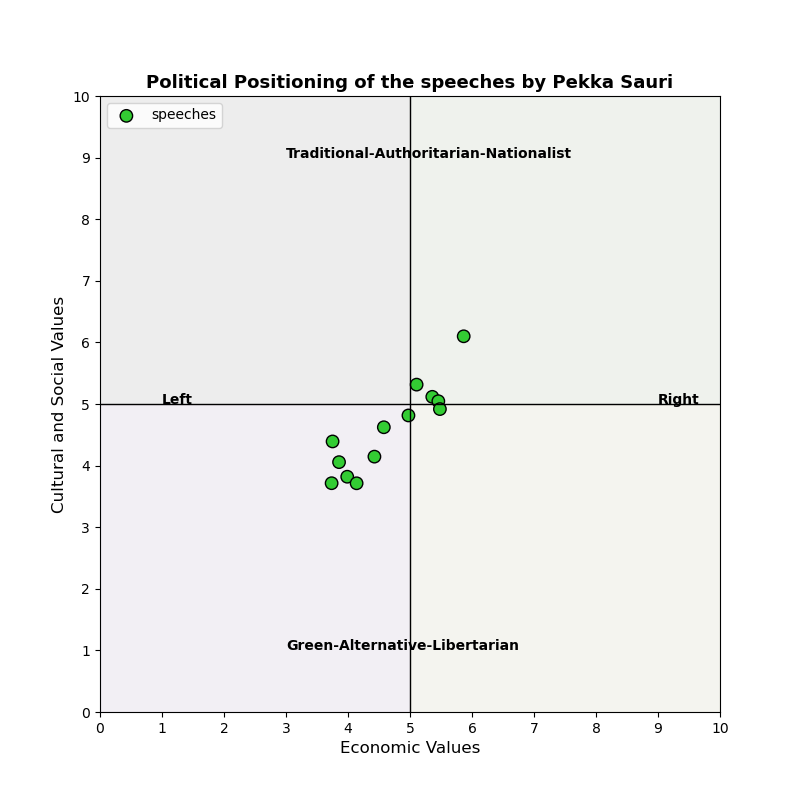 Political Positioning of the speeches by Pekka Sauri
speeches
Traditional-Authoritarian-Nationalist
Left
Right
Green-Alternative-Libertarian
Cultural and Social Values
10
9
8
7
6
5
4
3
2
1
0
0 1 2 3 4 5 6 7 8 9 10
Economic Values